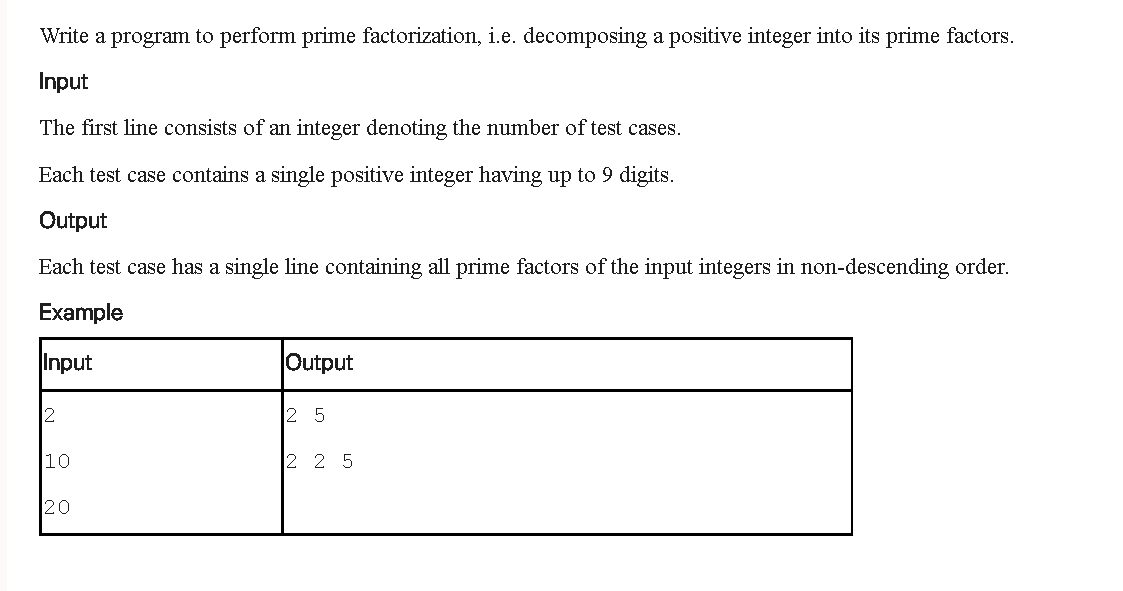 Write a program to perform prime factorization, i.e. decomposing a positive integer into its prime factors.
Input
The first line consists of an integer denoting the number of test cases.
Each test case contains a single positive integer having up to 9 digits.
Output
Each test case has a single line containing all prime factors of the input integers in non-descending order.
Example
Input Output
2 2 5
10 2 2 5
20